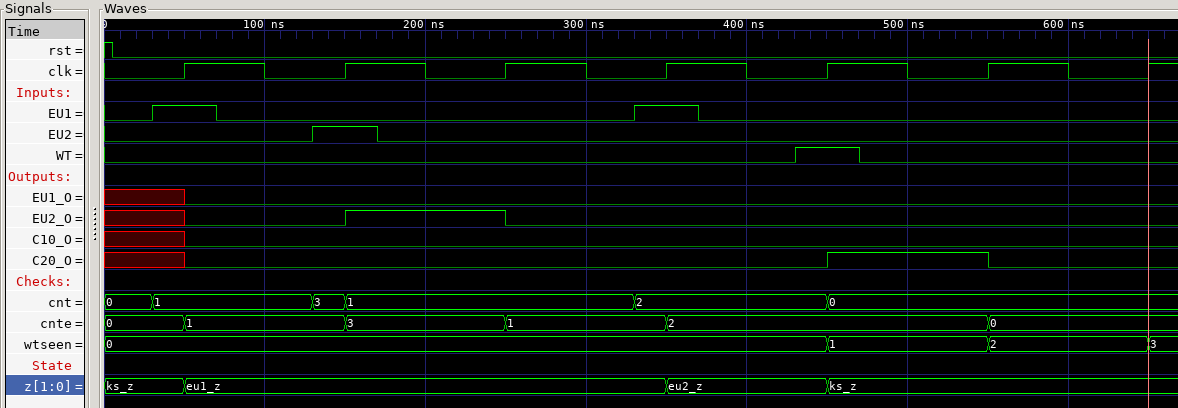 Signals Waves
Time 0 100 ns 200 ns 300 ns 400 ns 500 ns 600 ns
rst =
clk =
Inputs:
EU1 =
EU2 =
WT =
Outputs:
EU1_O =
EU2_O =
C10_O =
C20_O =
Checks:
cnt = 0 1 3 1 2 0
cnte = 0 1 3 1 2 0
wtseen = 0 1 2 3
State
z[1:0] = ks_z eu1_z eu2_z ks_z